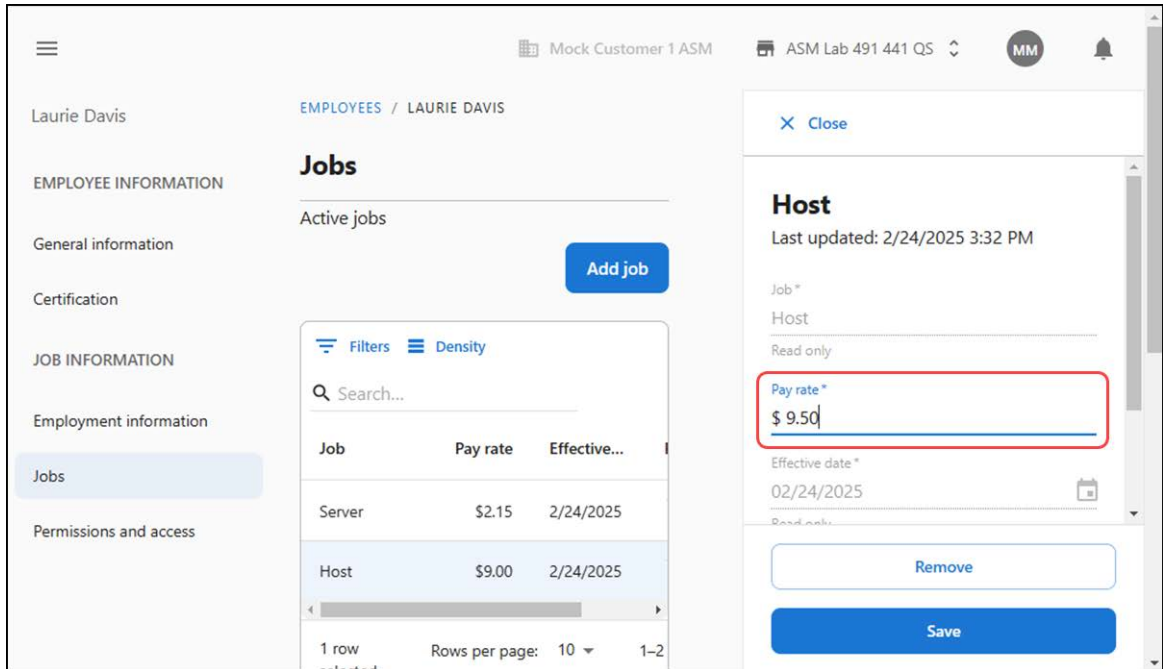 Mock Customer 1 ASM
ASM Lab 491 441 QS
MM
Laurie Davis
EMPLOYEE INFORMATION
General information
Certification
JOB INFORMATION
Employment information
Jobs
Permissions and access
EMPLOYEES / LAURIE DAVIS
Jobs
Active jobs
Add job
Filters Density
Search...
Job Pay rate Effective...
Server $2.15 2/24/2025
Host $9.00 2/24/2025
1 row Rows per page: 10 1–2
selected
Close
Host
Last updated: 2/24/2025 3:32 PM
Job *
Host
Read only
Pay rate *
$ 9.50
Effective date *
02/24/2025
Read only
Remove
Save